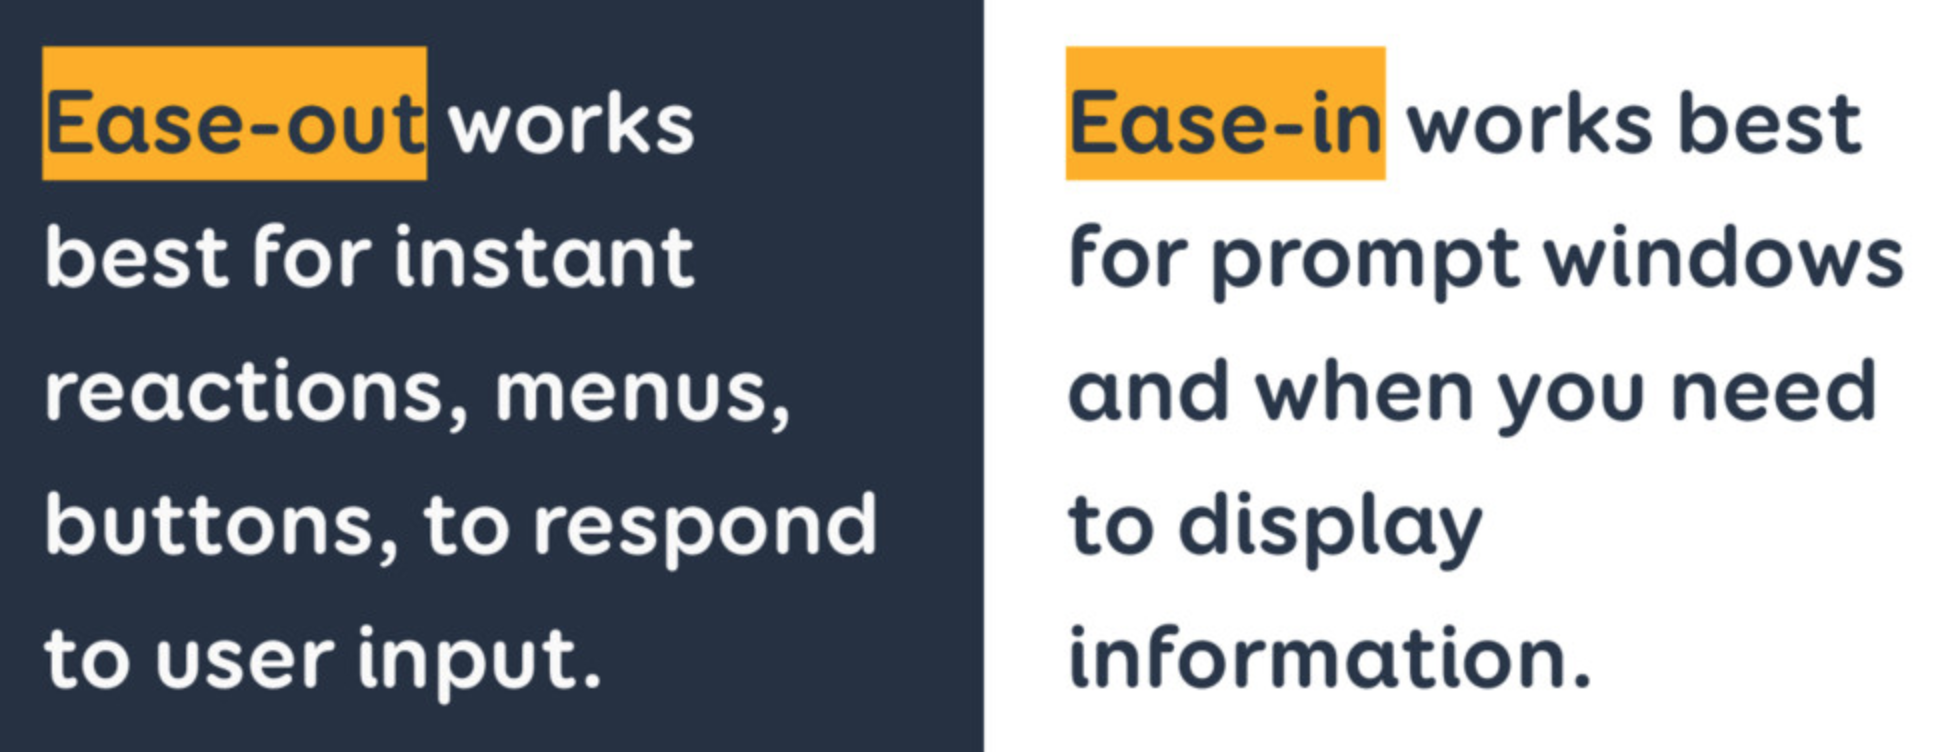 Ease-out works
best for instant
reactions, menus,
buttons, to respond
to user input.
Ease-in works best
for prompt windows
and when you need
to display
information.